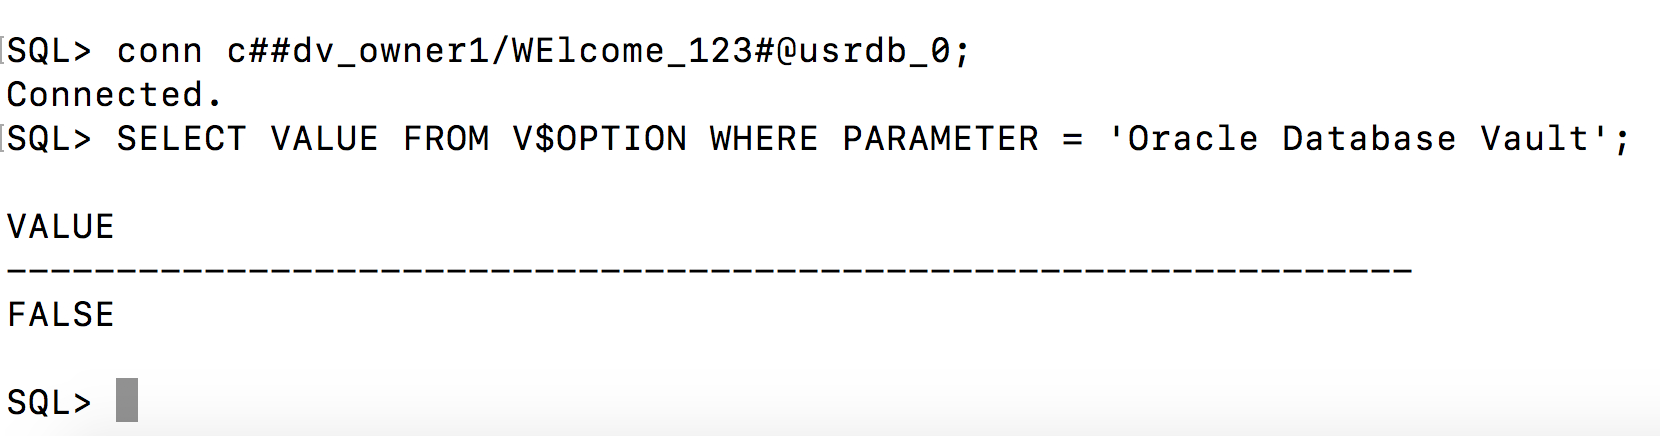 SQL> conn c##dv_owner1/WElcome_123#@usrdb_0;
Connected.
SQL> SELECT VALUE FROM V$OPTION WHERE PARAMETER = 'Oracle Database Vault';
VALUE
----------------------------------------------------------------
FALSE
SQL>